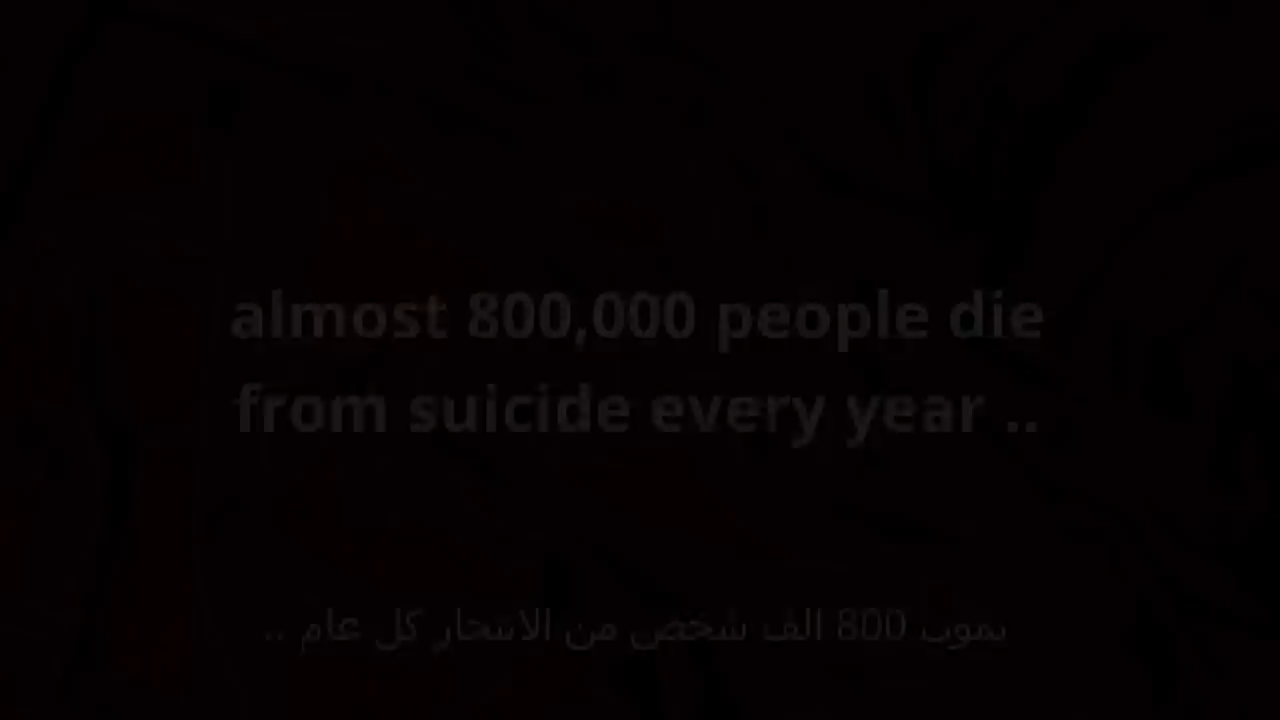 almost 800,000 people die
from suicide every year ..
يموت 800 الف شخص من الانتحار كل عام ..